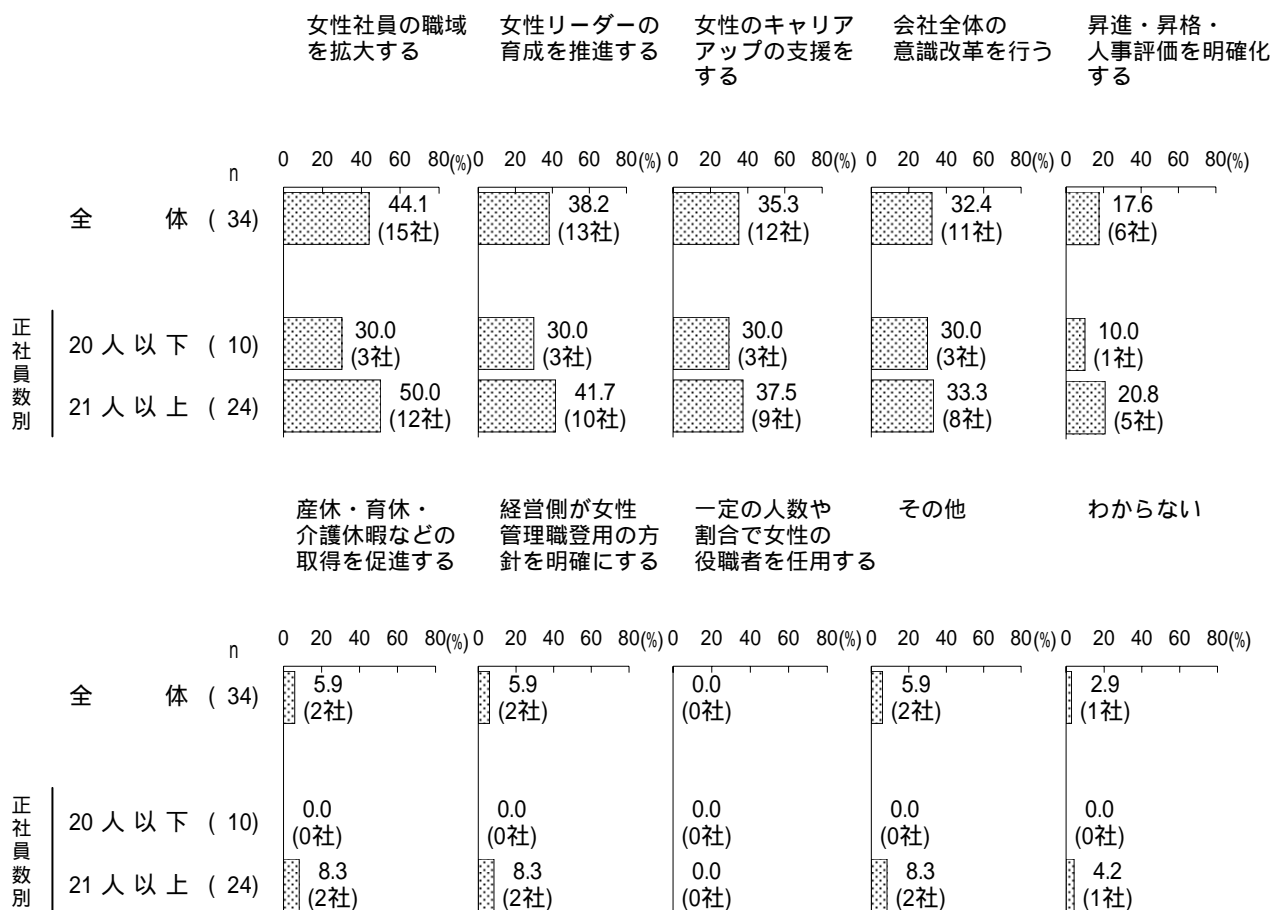 女性社員の職域
を拡大する
女性リーダーの
育成を推進する
女性のキャリア
アップの支援を
する
会社全体の
意識改革を行う
昇進・昇格・
人事評価を明確化
する
n
0 20 40 60 80(%)
0 20 40 60 80(%)
0 20 40 60 80(%)
0 20 40 60 80(%)
0 20 40 60 80(%)
全 体 ( 34)
44.1
(15社)
38.2
(13社)
35.3
(12社)
32.4
(11社)
17.6
(6社)
正社員数別
20 人 以 下 ( 10)
30.0
(3社)
30.0
(3社)
30.0
(3社)
30.0
(3社)
10.0
(1社)
21 人 以 上 ( 24)
50.0
(12社)
41.7
(10社)
37.5
(9社)
33.3
(8社)
20.8
(5社)
産休・育休・
介護休暇などの
取得を促進する
経営側が女性
管理職登用の方
針を明確にする
一定の人数や
割合で女性の
役職者を任用する
その他
わからない
n
0 20 40 60 80(%)
0 20 40 60 80(%)
0 20 40 60 80(%)
0 20 40 60 80(%)
0 20 40 60 80(%)
全 体 ( 34)
5.9
(2社)
5.9
(2社)
0.0
(0社)
5.9
(2社)
2.9
(1社)
正社員数別
20 人 以 下 ( 10)
0.0
(0社)
0.0
(0社)
0.0
(0社)
0.0
(0社)
0.0
(0社)
21 人 以 上 ( 24)
8.3
(2社)
8.3
(2社)
0.0
(0社)
8.3
(2社)
4.2
(1社)